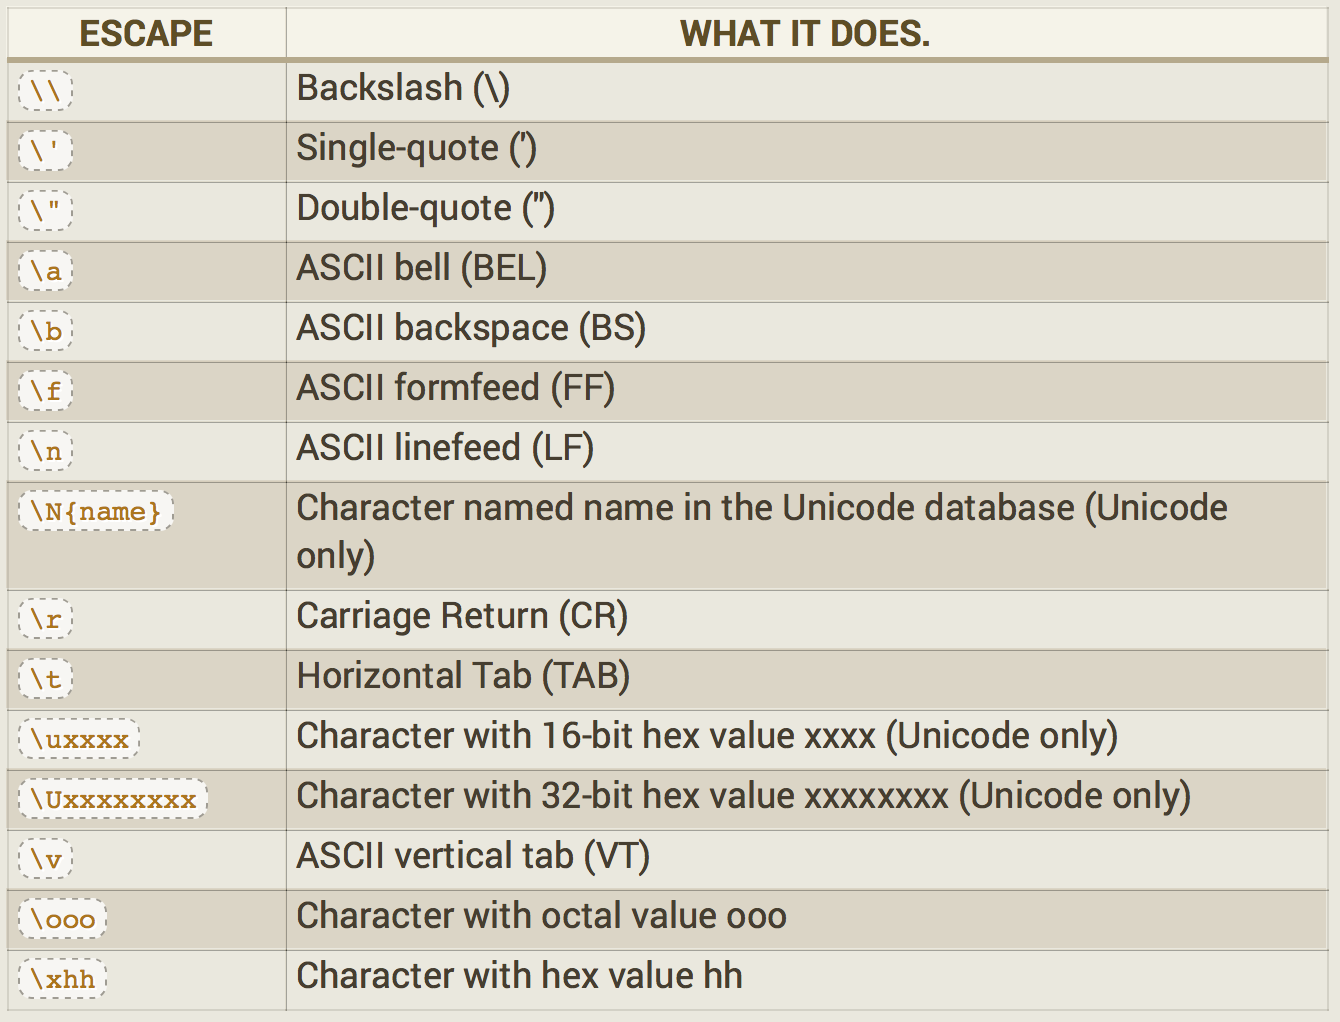 ESCAPE WHAT IT DOES.
\\ Backslash (\)
\' Single-quote (')
\" Double-quote (")
\a ASCII bell (BEL)
\b ASCII backspace (BS)
\f ASCII formfeed (FF)
\n ASCII linefeed (LF)
\N{name} Character named name in the Unicode database (Unicode
only)
\r Carriage Return (CR)
\t Horizontal Tab (TAB)
\uxxxx Character with 16-bit hex value xxxx (Unicode only)
\Uxxxxxxxx Character with 32-bit hex value xxxxxxxx (Unicode only)
\v ASCII vertical tab (VT)
\ooo Character with octal value ooo
\xhh Character with hex value hh